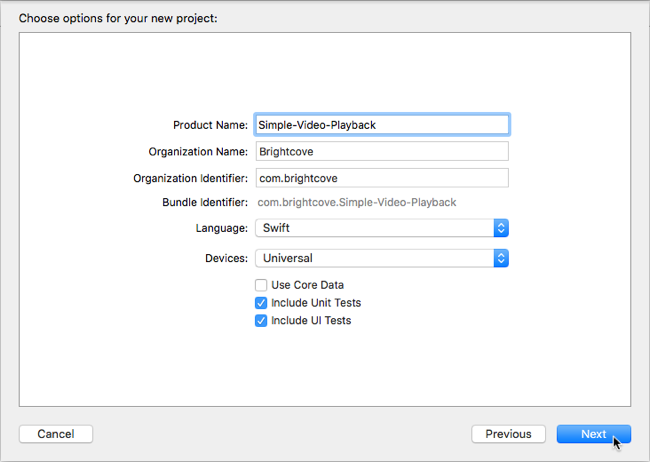 Choose options for your new project:
Product Name: Simple-Video-Playback
Organization Name: Brightcove
Organization Identifier: com.brightcove
Bundle Identifier: com.brightcove.Simple-Video-Playback
Language: Swift
Devices: Universal
Use Core Data
Include Unit Tests
Include UI Tests
Cancel Previous Next